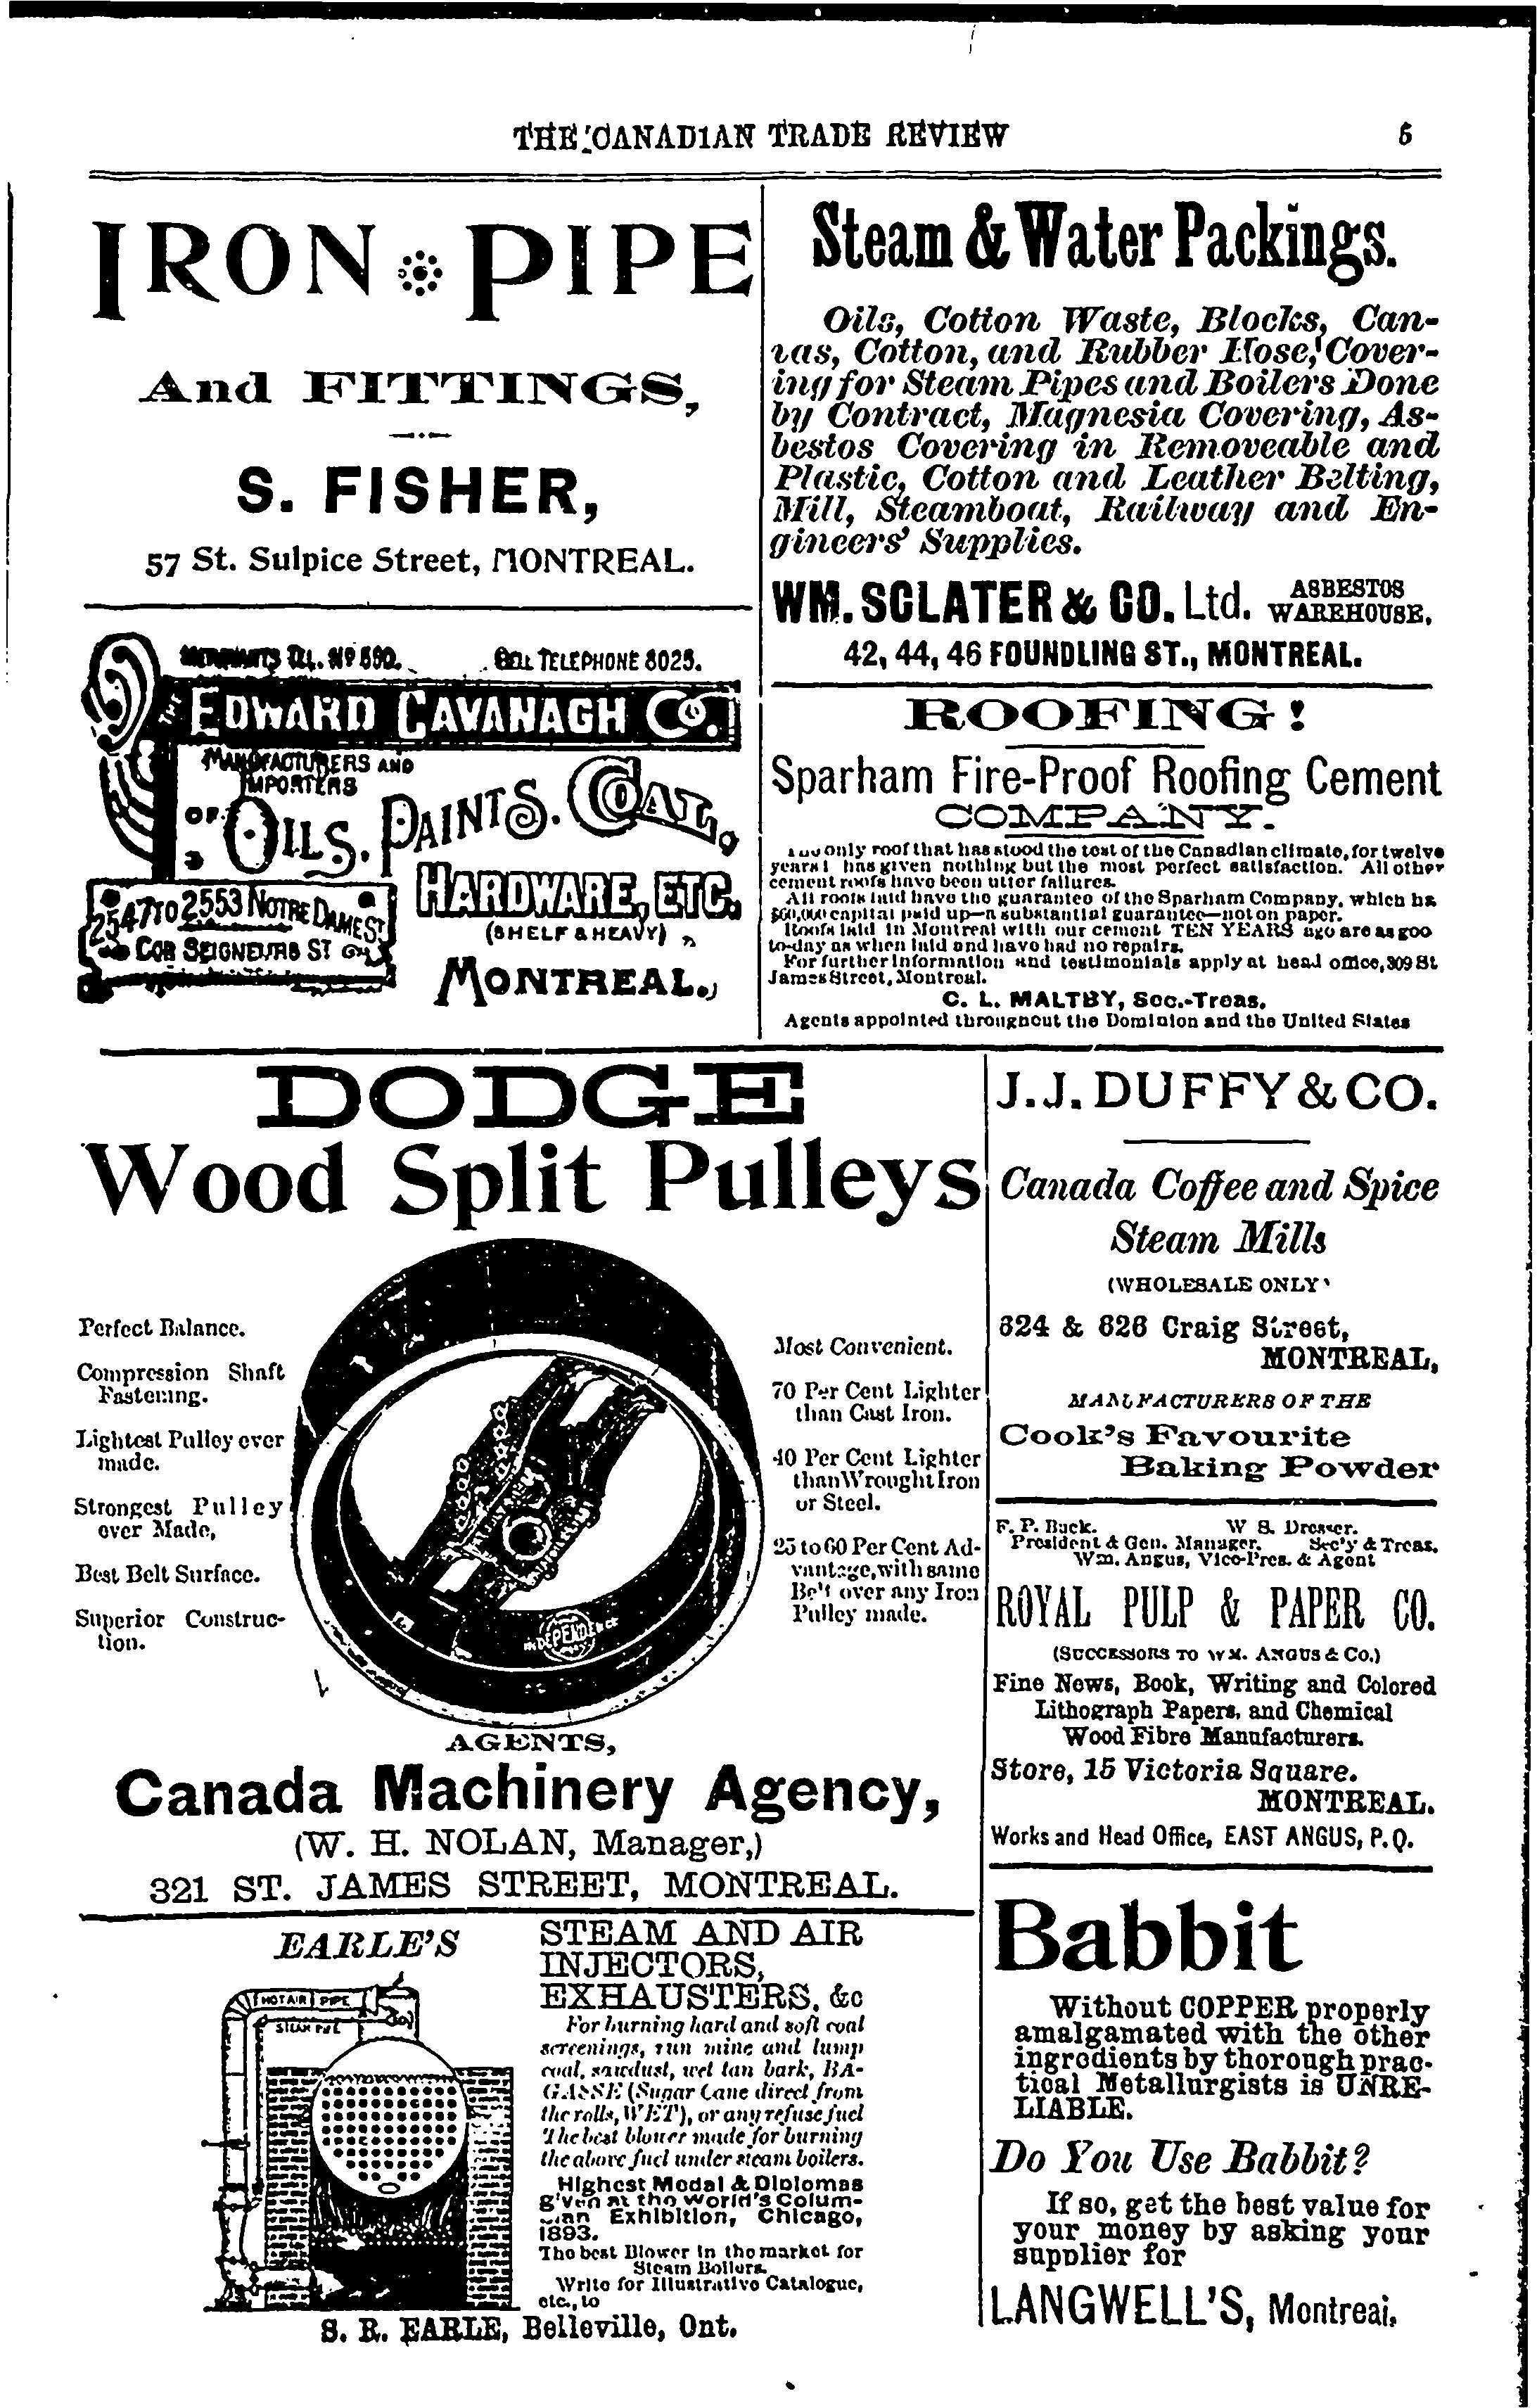 THE CANADIAN TRADE REVIEW 5
IRON PIPE
And FITTINGS,
S. FISHER,
57 St. Sulpice Street, MONTREAL.
MERCHANTS TEL. No 590. BELL TELEPHONE 8025.
THE EDWARD CAVANAGH Co.
MANUFACTURERS AND
IMPORTERS
OF OILS. PAINTS. COAL,
HARDWARE, ETC.
(SHELF & HEAVY)
2547 TO 2553 NOTRE DAME ST
COR SEIGNEURS ST
MONTREAL.
Steam & Water Packings.
Oils, Cotton Waste, Blocks, Can-
vas, Cotton, and Rubber Hose, Cover-
ing for Steam Pipes and Boilers Done
by Contract, Magnesia Covering, As-
bestos Covering in Removeable and
Plastic, Cotton and Leather Belting,
Mill, Steamboat, Railway and En-
gineers' Supplies.
WM. SCLATER & CO. Ltd. ASBESTOS
WAREHOUSE,
42, 44, 46 FOUNDLING ST., MONTREAL.
ROOFING!
Sparham Fire-Proof Roofing Cement
COMPANY.
only roof that has stood the test of the Canadian climate, for twelve
years has given nothing but the most perfect satisfaction. All other
cement roofs have been utter failures.
All roofs laid have the guarantee of the Sparham Company, which ha
$60,000 capital paid up—a substantial guarantee—not on paper.
Roofs laid in Montreal with our cement TEN YEARS ago are as goo
to-day as when laid and have had no repairs.
For further information and testimonials apply at head office, 309 St
James Street, Montreal.
C. L. MALTBY, Sec.-Treas.
Agents appointed throughout the Dominion and the United States
DODGE
Wood Split Pulleys
Perfect Balance.
Compression Shaft
Fastening.
Lightest Pulley ever
made.
Strongest Pulley
ever Made,
Best Belt Surface.
Superior Construc-
tion.
INDEPENDENCE
Most Convenient.
70 Per Cent Lighter
than Cast Iron.
40 Per Cent Lighter
than Wrought Iron
or Steel.
25 to 60 Per Cent Ad-
vantage, with same
Belt over any Iron
Pulley made.
AGENTS,
Canada Machinery Agency,
(W. H. NOLAN, Manager,)
321 ST. JAMES STREET, MONTREAL.
EARLE'S
HOT AIR PIPE
STEAM PIPE
STEAM AND AIR
INJECTORS,
EXHAUSTERS, &c
For burning hard and soft coal
screenings, run mine and lump
coal, sawdust, wet tan bark, BA-
GASSE (Sugar Cane direct from
the rolls, WET), or any refuse fuel
The best blower made for burning
the above fuel under steam boilers.
Highest Medal & Diplomas
given at the World's Colum-
bian Exhibition, Chicago,
1893.
The best Blower in the market for
Steam Boilers.
Write for Illustrative Catalogue,
etc., to
S. R. EARLE, Belleville, Ont.
J. J. DUFFY & CO.
Canada Coffee and Spice
Steam Mills
(WHOLESALE ONLY)
624 & 626 Craig Street,
MONTREAL,
MANUFACTURERS OF THE
Cook's Favourite
Baking Powder
F. P. Buck. W S. Dresser.
President & Gen. Manager. Sec'y & Treas.
Wm. Angus, Vice-Pres. & Agent
ROYAL PULP & PAPER CO.
(SUCCESSORS TO WM. ANGUS & CO.)
Fine News, Book, Writing and Colored
Lithograph Papers, and Chemical
Wood Fibre Manufacturers.
Store, 15 Victoria Square.
MONTREAL.
Works and Head Office, EAST ANGUS, P.Q.
Babbit
Without COPPER properly
amalgamated with the other
ingredients by thorough prac-
tical Metallurgists is UNRE-
LIABLE.
Do You Use Babbit?
If so, get the best value for
your money by asking your
supplier for
LANGWELL'S, Montreal.